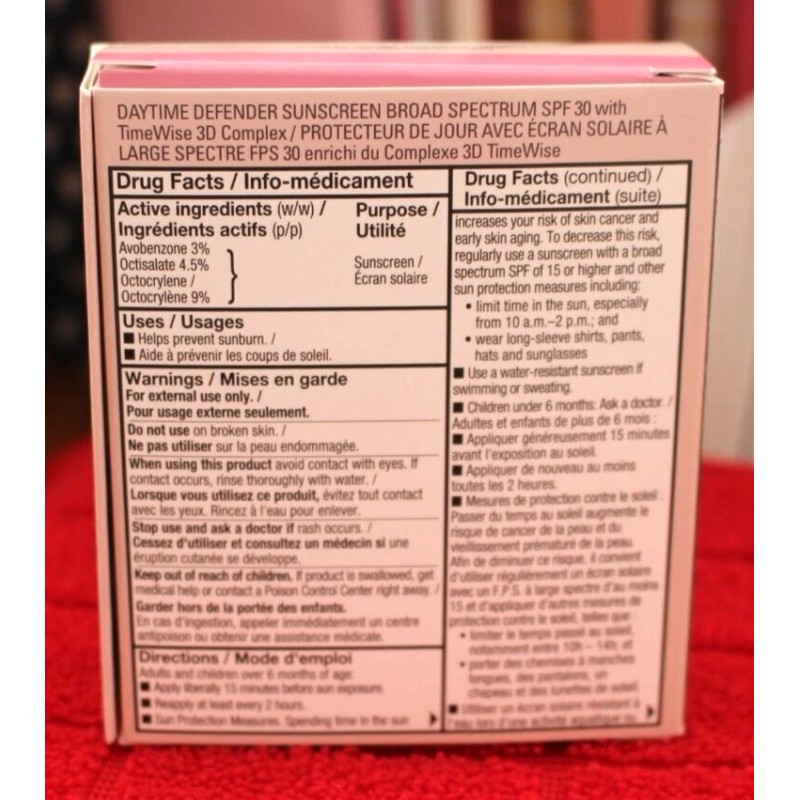 DAYTIME DEFENDER SUNSCREEN BROAD SPECTRUM SPF 30 with
TimeWise 3D Complex / PROTECTEUR DE JOUR AVEC ÉCRAN SOLAIRE À
LARGE SPECTRE FPS 30 enrichi du Complexe 3D TimeWise
Drug Facts / Info-médicament
Active ingredients (w/w) /
Ingrédients actifs (p/p)
Purpose /
Utilité
Avobenzone 3%
Octisalate 4.5%
Octocrylene /
Octocrylène 9%
Sunscreen /
Écran solaire
Uses / Usages
■ Helps prevent sunburn. /
■ Aide à prévenir les coups de soleil.
Warnings / Mises en garde
For external use only. /
Pour usage externe seulement.
Do not use on broken skin. /
Ne pas utiliser sur la peau endommagée.
When using this product avoid contact with eyes. If
contact occurs, rinse thoroughly with water. /
Lorsque vous utilisez ce produit, évitez tout contact
avec les yeux. Rincez à l'eau pour enlever.
Stop use and ask a doctor if rash occurs. /
Cessez d'utiliser et consultez un médecin si une
éruption cutanée se développe.
Keep out of reach of children. If product is swallowed, get
medical help or contact a Poison Control Center right away. /
Garder hors de la portée des enfants.
En cas d'ingestion, appeler immédiatement un centre
antipoison ou obtenir une assistance médicale.
Directions / Mode d'emploi
Adults and children over 6 months of age:
■ Apply liberally 15 minutes before sun exposure.
■ Reapply at least every 2 hours.
■ Sun Protection Measures. Spending time in the sun
Drug Facts (continued) /
Info-médicament (suite)
increases your risk of skin cancer and
early skin aging. To decrease this risk,
regularly use a sunscreen with a broad
spectrum SPF of 15 or higher and other
sun protection measures including:
• limit time in the sun, especially
from 10 a.m.–2 p.m.; and
• wear long-sleeve shirts, pants,
hats and sunglasses
■ Use a water-resistant sunscreen if
swimming or sweating.
■ Children under 6 months: Ask a doctor. /
Adultes et enfants de plus de 6 mois :
■ Appliquer généreusement 15 minutes
avant l'exposition au soleil.
■ Appliquer de nouveau au moins
toutes les 2 heures.
■ Mesures de protection contre le soleil :
Passer du temps au soleil augmente le
risque de cancer de la peau et du
vieillissement prématuré de la peau.
Afin de diminuer ce risque, il convient
d'utiliser régulièrement un écran solaire
avec un F.P.S. à large spectre d'au moins
15 et d'appliquer d'autres mesures de
protection contre le soleil, telles que :
• limiter le temps passé au soleil,
notamment entre 10h – 14h, et
• porter des chemises à manches
longues, des pantalons, un
chapeau et des lunettes de soleil
■ Utiliser un écran solaire résistant à
l'eau lors d'une activité aquatique ou